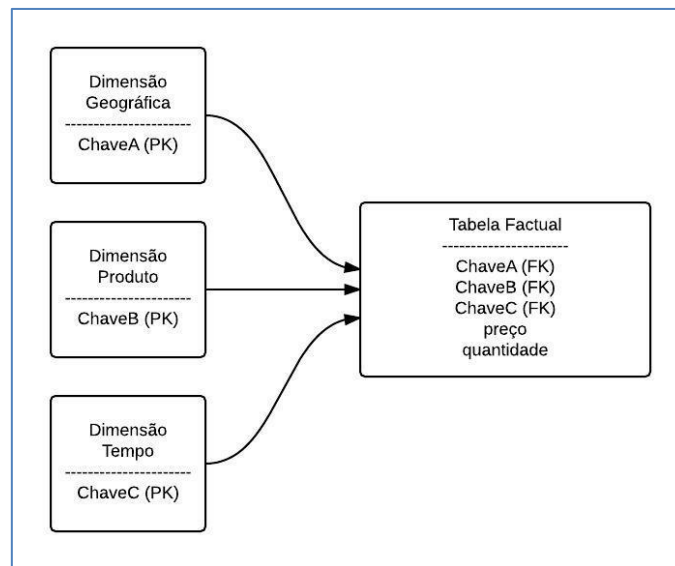 Dimensão
Geográfica
-----------------------
ChaveA (PK)
Dimensão
Produto
-----------------------
ChaveB (PK)
Dimensão
Tempo
-----------------------
ChaveC (PK)
Tabela Factual
-----------------------
ChaveA (FK)
ChaveB (FK)
ChaveC (FK)
preço
quantidade